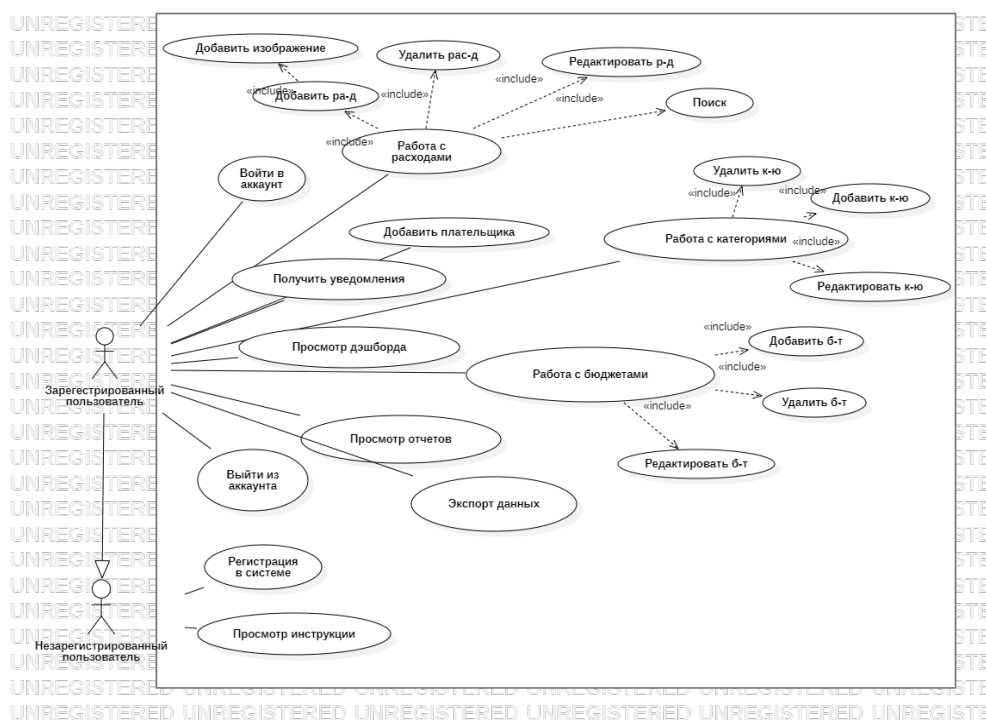 Добавить изображение
Удалить рас-д
Редактировать р-д
«include»
«include»
Добавить ра-д
«include»
«include»
Поиск
«include»
Работа с
расходами
Войти в
аккаунт
Удалить к-ю
«include»
«include»
Добавить к-ю
Добавить плательщика
Работа с категориями
«include»
Получить уведомления
Редактировать к-ю
«include»
Добавить б-т
Просмотр дэшборда
«include»
Работа с бюджетами
Зарегестрированный
пользователь
Удалить б-т
«include»
Просмотр отчетов
Редактировать б-т
Выйти из
аккаунта
Экспорт данных
Регистрация
в системе
Просмотр инструкции
Незарегистрированный
пользователь
UNREGISTERED UNREGISTERED UNREGISTERED UNREGISTERED UNREGISTERED